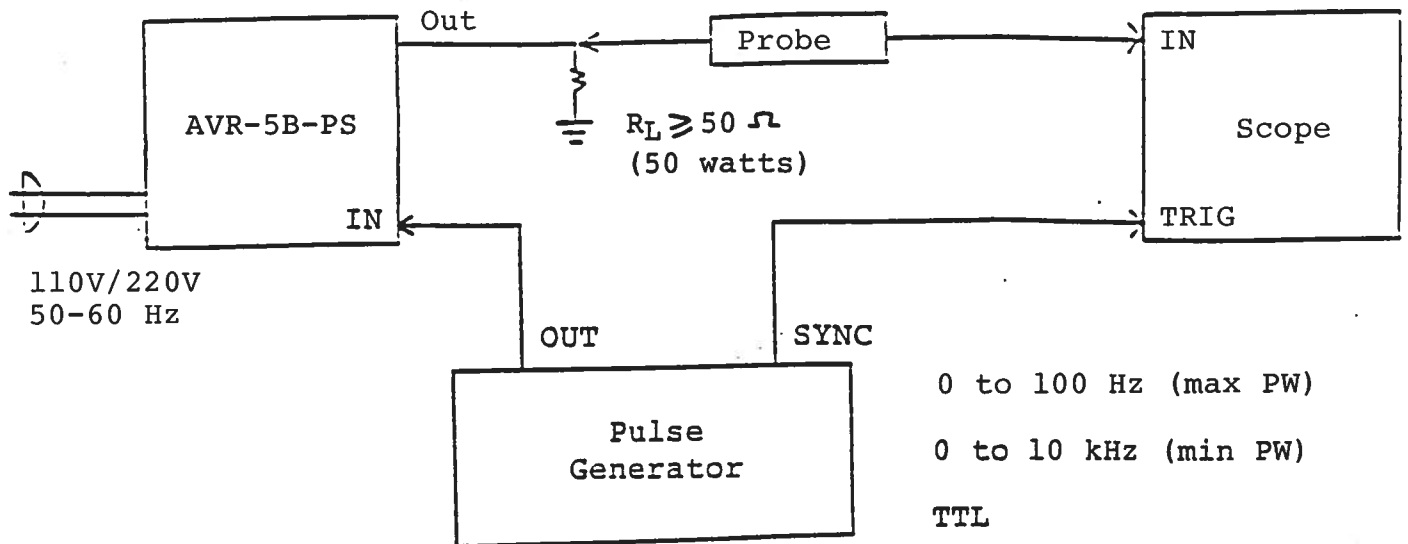 Out
Probe
IN
AVR-5B-PS
Scope
R_L ≥ 50 Ω
(50 watts)
IN
TRIG
110V/220V
50-60 Hz
OUT
SYNC
0 to 100 Hz (max PW)
Pulse
Generator
0 to 10 kHz (min PW)
TTL